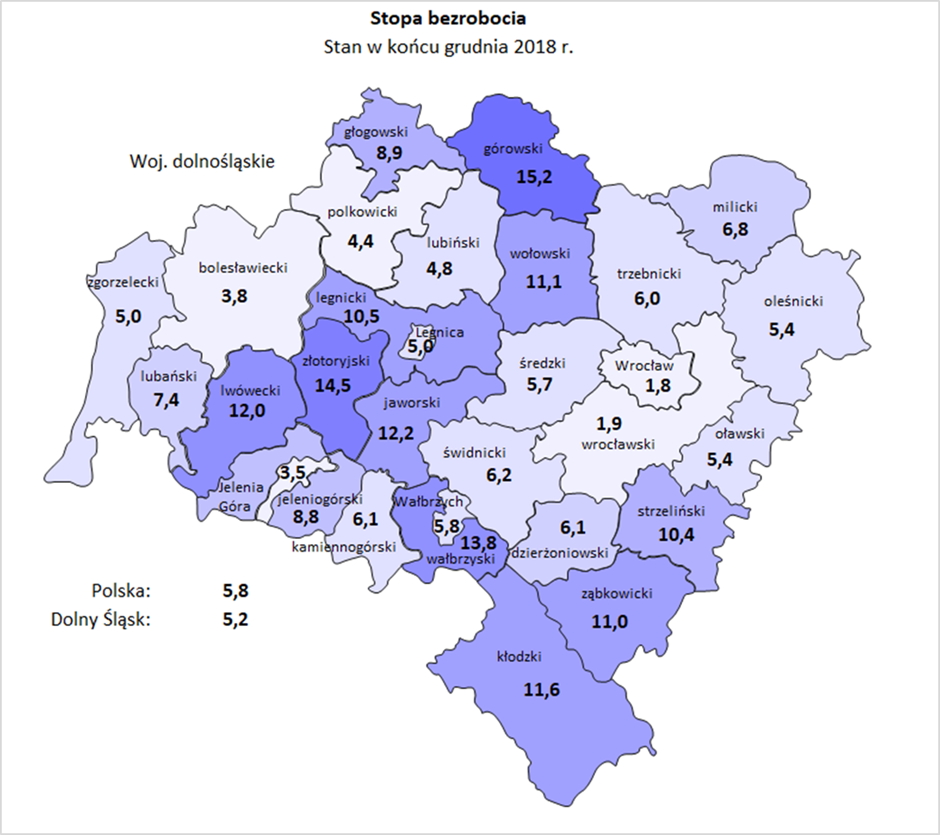 Stopa bezrobocia
Stan w końcu grudnia 2018 r.
Woj. dolnośląskie
głogowski
8,9
górowski
15,2
polkowicki
4,4
lubiński
4,8
milicki
6,8
wołowski
11,1
trzebnicki
6,0
zgorzelecki
5,0
bolesławiecki
3,8
legnicki
10,5
Legnica
5,0
oleśnicki
5,4
lubański
7,4
lwówecki
12,0
złotoryjski
14,5
jaworski
12,2
średzki
5,7
Wrocław
1,8
1,9
wrocławski
oławski
5,4
świdnicki
6,2
3,5
Jelenia
Góra
jeleniogórski
8,8
6,1
kamiennogórski
Wałbrzych
5,8
13,8
wałbrzyski
6,1
dzierżoniowski
strzeliński
10,4
ząbkowicki
11,0
kłodzki
11,6
Polska: 5,8
Dolny Śląsk: 5,2